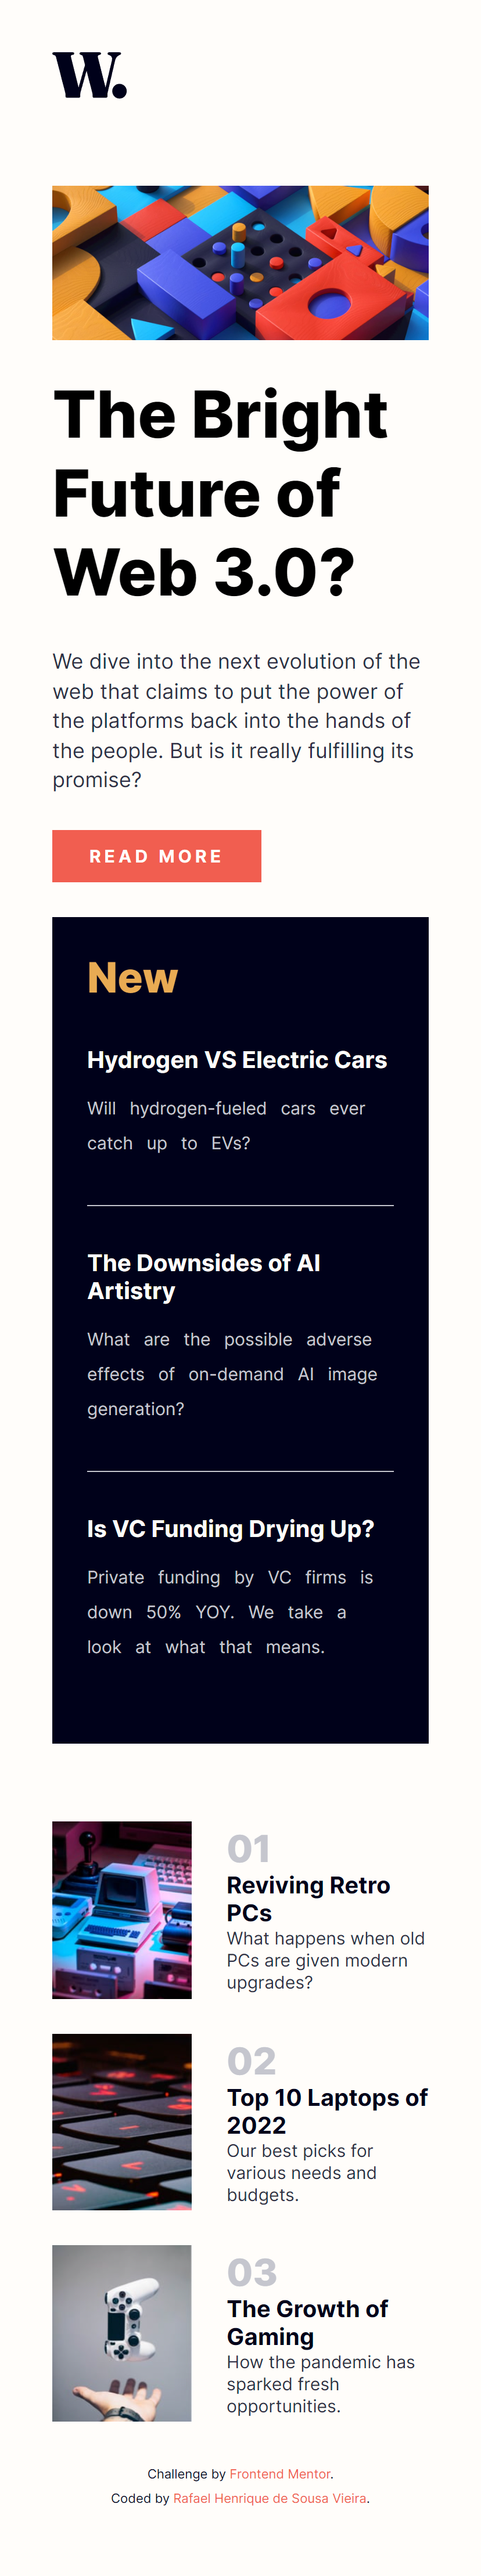 W.
The Bright
Future of
Web 3.0?
We dive into the next evolution of the
web that claims to put the power of
the platforms back into the hands of
the people. But is it really fulfilling its
promise?
READ MORE
New
Hydrogen VS Electric Cars
Will hydrogen-fueled cars ever
catch up to EVs?
The Downsides of AI
Artistry
What are the possible adverse
effects of on-demand AI image
generation?
Is VC Funding Drying Up?
Private funding by VC firms is
down 50% YOY. We take a
look at what that means.
01
Reviving Retro
PCs
What happens when old
PCs are given modern
upgrades?
02
Top 10 Laptops of
2022
Our best picks for
various needs and
budgets.
03
The Growth of
Gaming
How the pandemic has
sparked fresh
opportunities.
Challenge by Frontend Mentor.
Coded by Rafael Henrique de Sousa Vieira.